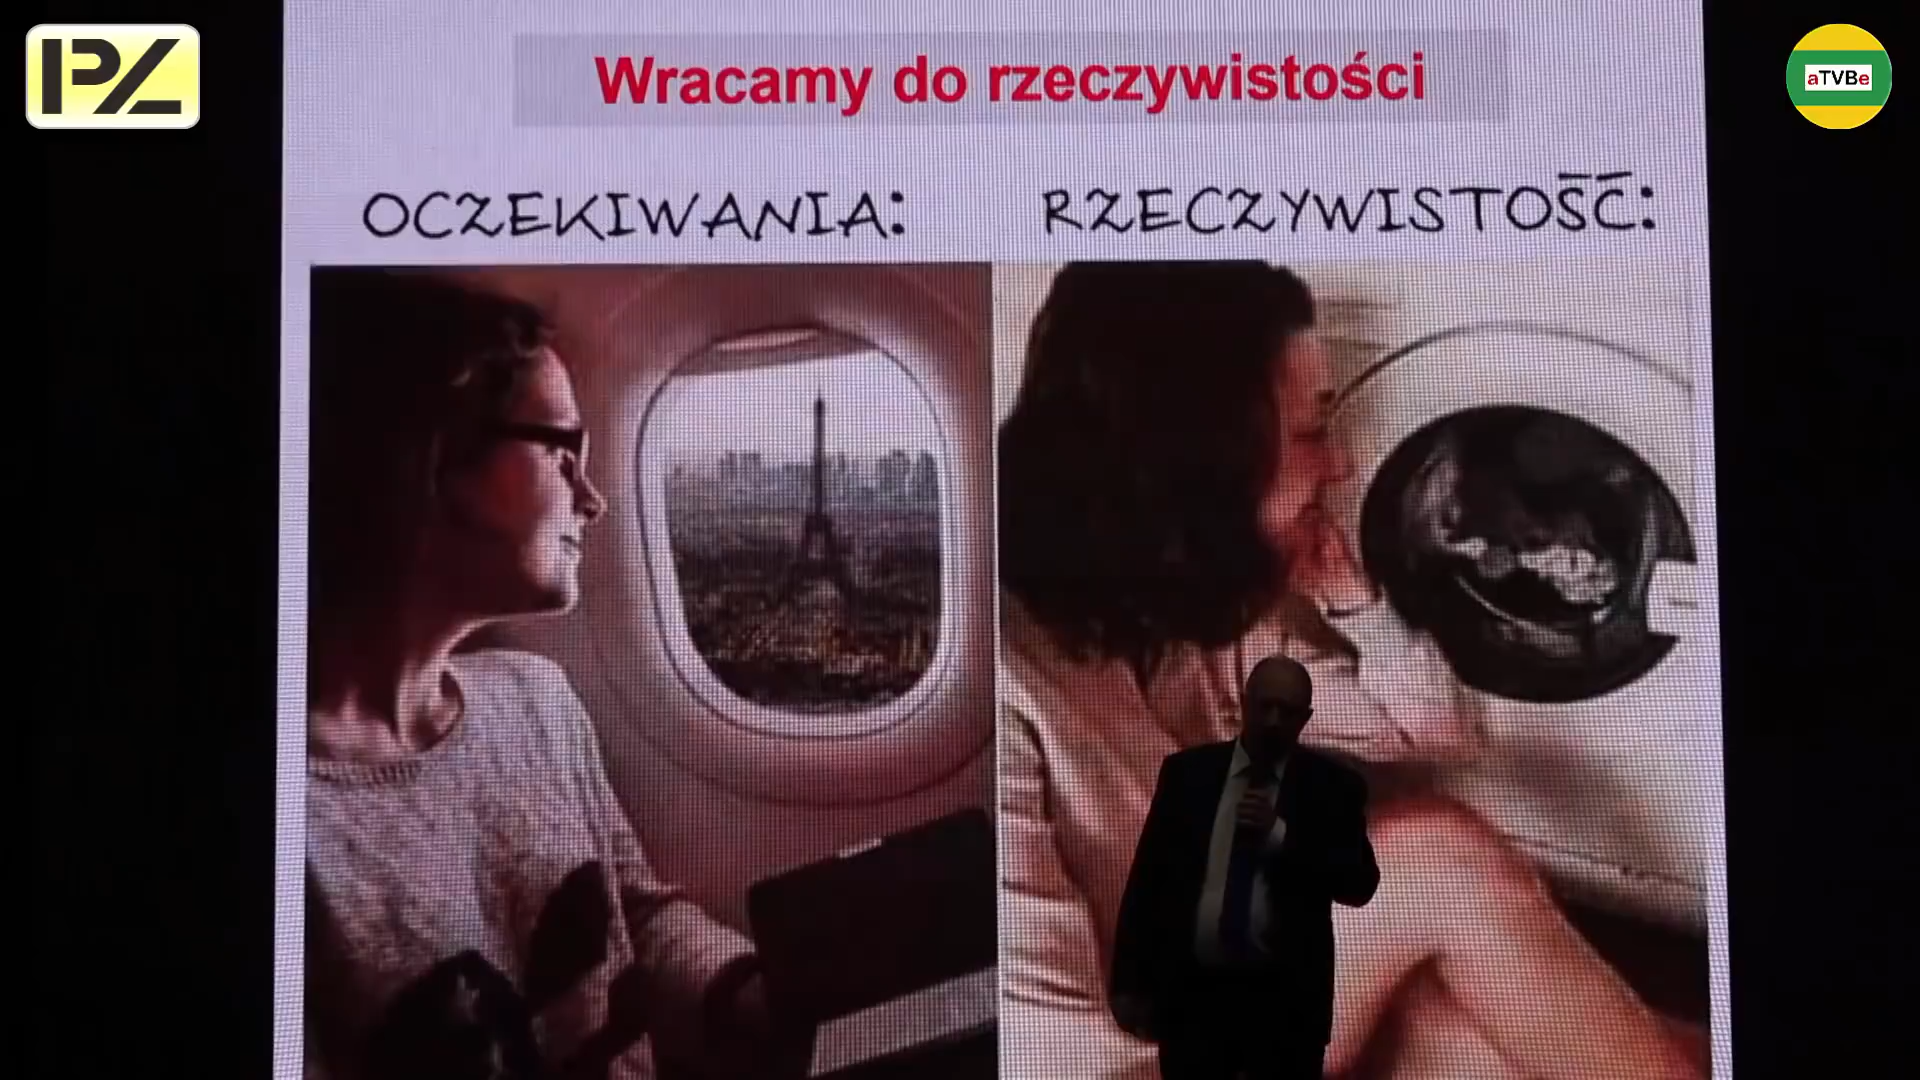 PZ
aTVBe
Wracamy do rzeczywistości
OCZEKIWANIA:
RZECZYWISTOŚĆ: